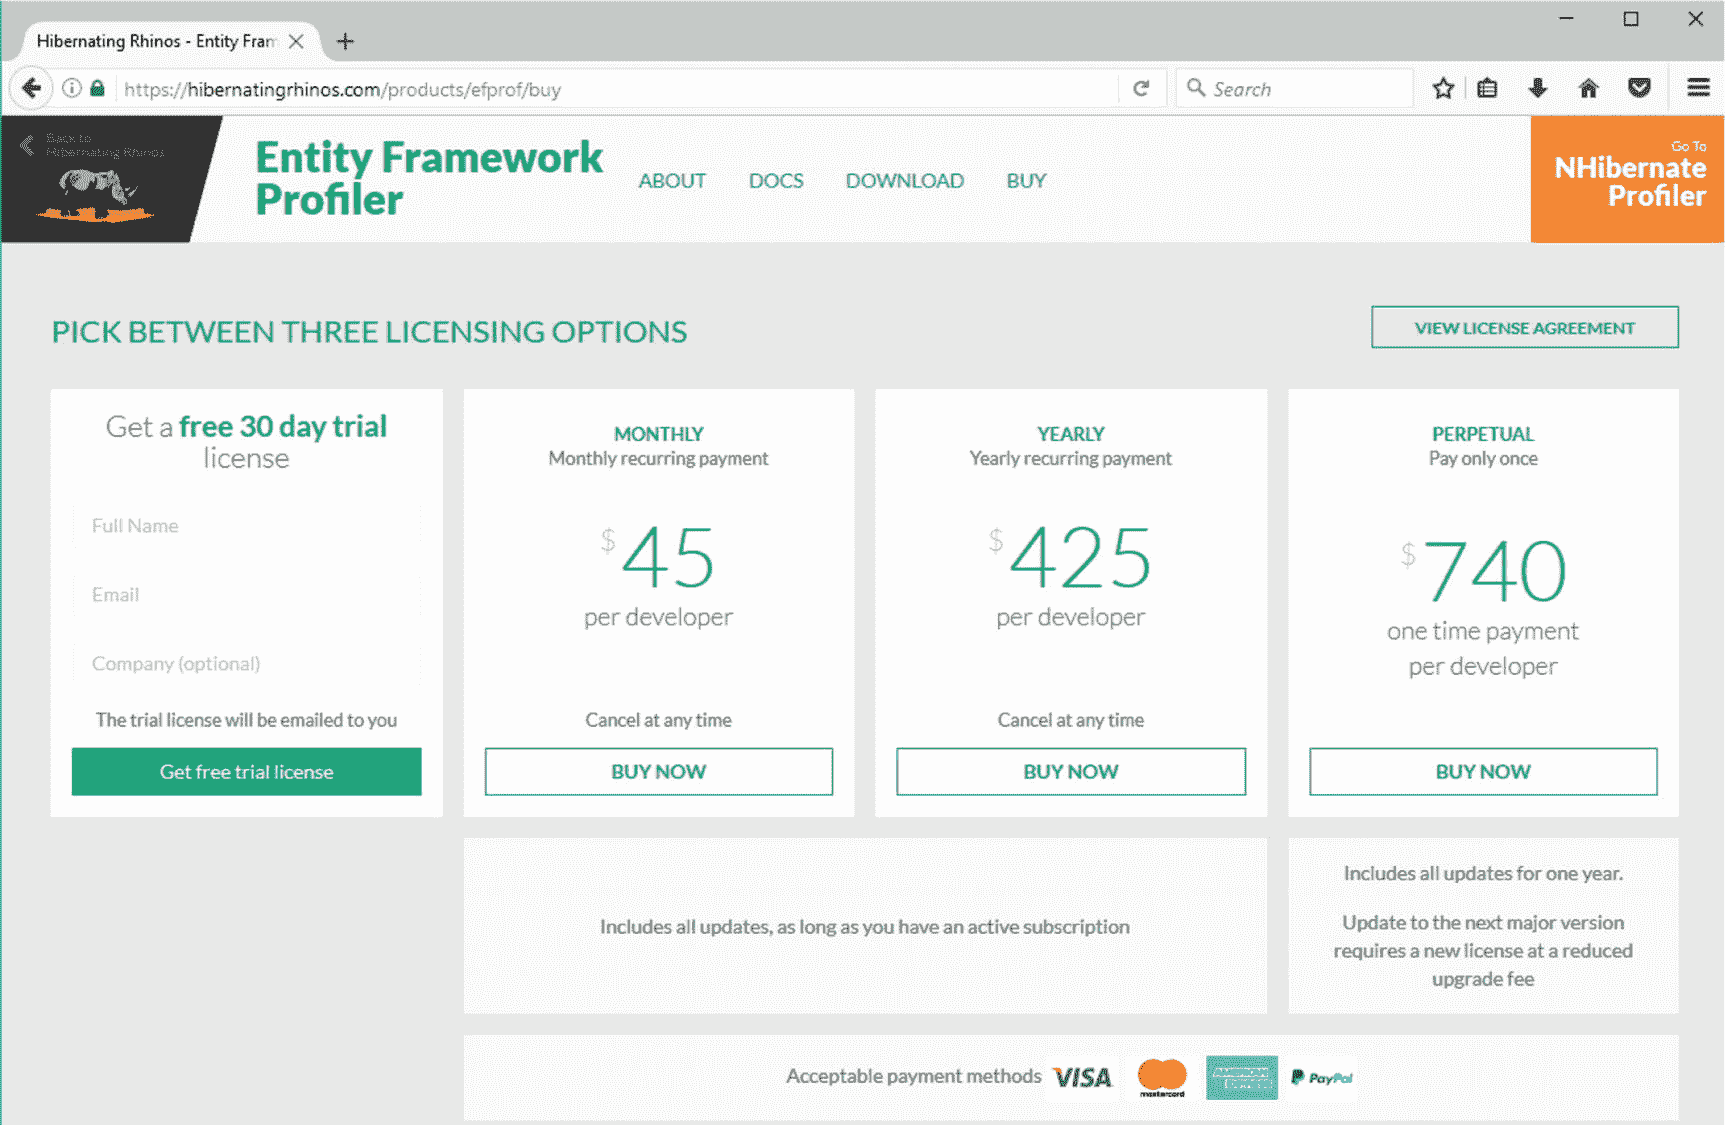 Hibernating Rhinos - Entity Fram
https://hibernatingrhinos.com/products/efprof/buy
Search
Back to
Hibernating Rhinos
Entity Framework
Profiler
ABOUT
DOCS
DOWNLOAD
BUY
Go To
NHibernate
Profiler
PICK BETWEEN THREE LICENSING OPTIONS
VIEW LICENSE AGREEMENT
Get a free 30 day trial
license
Full Name
Email
Company (optional)
The trial license will be emailed to you
Get free trial license
MONTHLY
Monthly recurring payment
$45
per developer
Cancel at any time
BUY NOW
YEARLY
Yearly recurring payment
$425
per developer
Cancel at any time
BUY NOW
PERPETUAL
Pay only once
$740
one time payment
per developer
BUY NOW
Includes all updates, as long as you have an active subscription
Includes all updates for one year.
Update to the next major version
requires a new license at a reduced
upgrade fee
Acceptable payment methods VISA
mastercard
AMERICAN
EXPRESS
PayPal